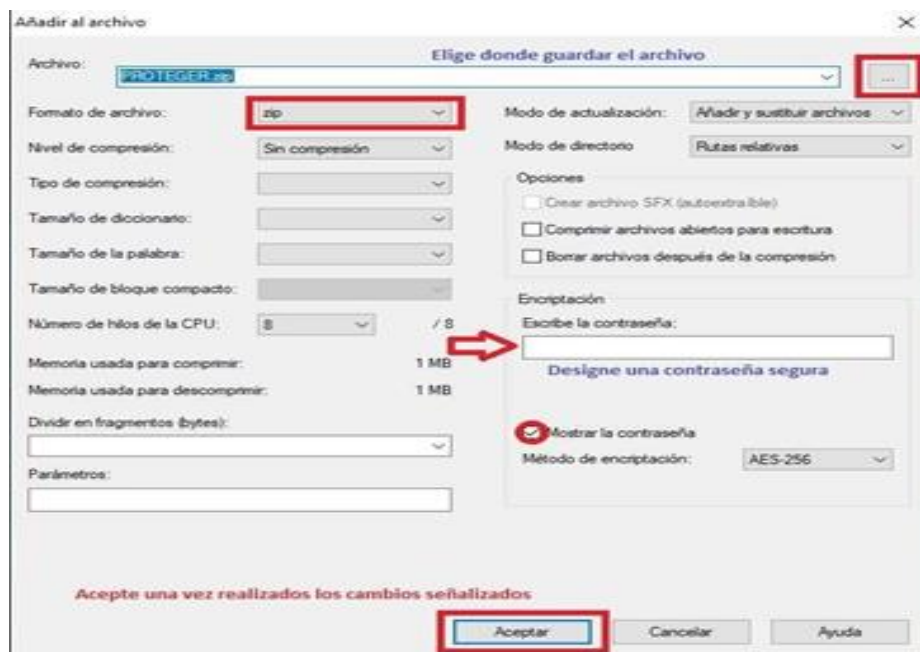 Añadir al archivo
Elige donde guardar el archivo
Archivo:
PROTEGER.zip
...
Formato de archivo: zip
Modo de actualización: Añadir y sustituir archivos
Nivel de compresión: Sin compresión
Modo de directorio Rutas relativas
Tipo de compresión:
Opciones
Crear archivo SFX (autoextraíble)
Tamaño de diccionario:
Comprimir archivos abiertos para escritura
Tamaño de la palabra:
Borrar archivos después de la compresión
Tamaño de bloque compacto:
Encriptación
Número de hilos de la CPU: 8 / 8
Escribe la contraseña:
Memoria usada para comprimir: 1 MB
Designe una contraseña segura
Memoria usada para descomprimir: 1 MB
Dividir en fragmentos (bytes):
Mostrar la contraseña
Método de encriptación: AES-256
Parámetros:
Acepte una vez realizados los cambios señalizados
Aceptar Cancelar Ayuda